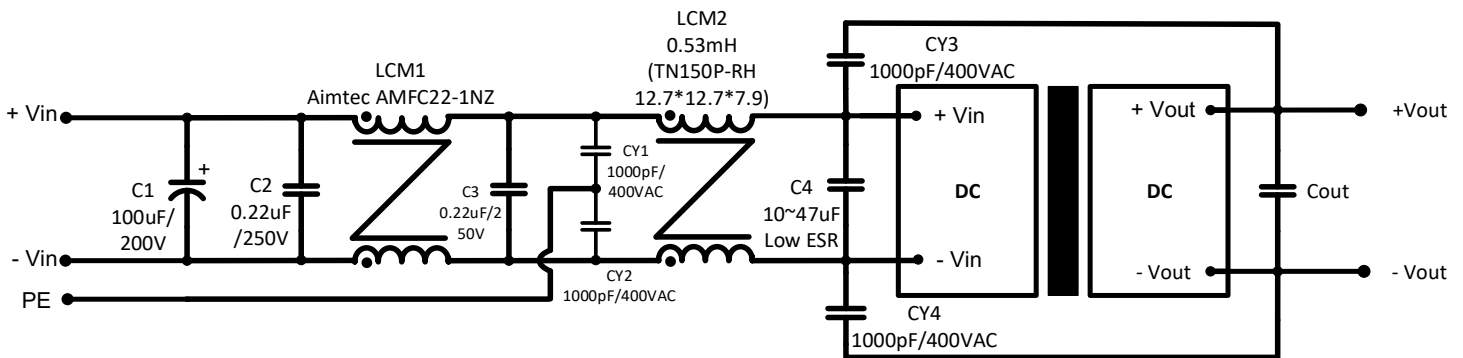 LCM2
0.53mH
(TN150P-RH
12.7*12.7*7.9)
CY3
1000pF/400VAC
LCM1
Aimtec AMFC22-1NZ
+ Vin
+ Vin
+ Vout
+Vout
CY1
1000pF/
400VAC
+
C1
100uF/
200V
C2
0.22uF
/250V
C3
0.22uF/2
50V
C4
10~47uF
Low ESR
DC
DC
Cout
- Vin
- Vin
- Vout
- Vout
CY2
1000pF/400VAC
PE
CY4
1000pF/400VAC